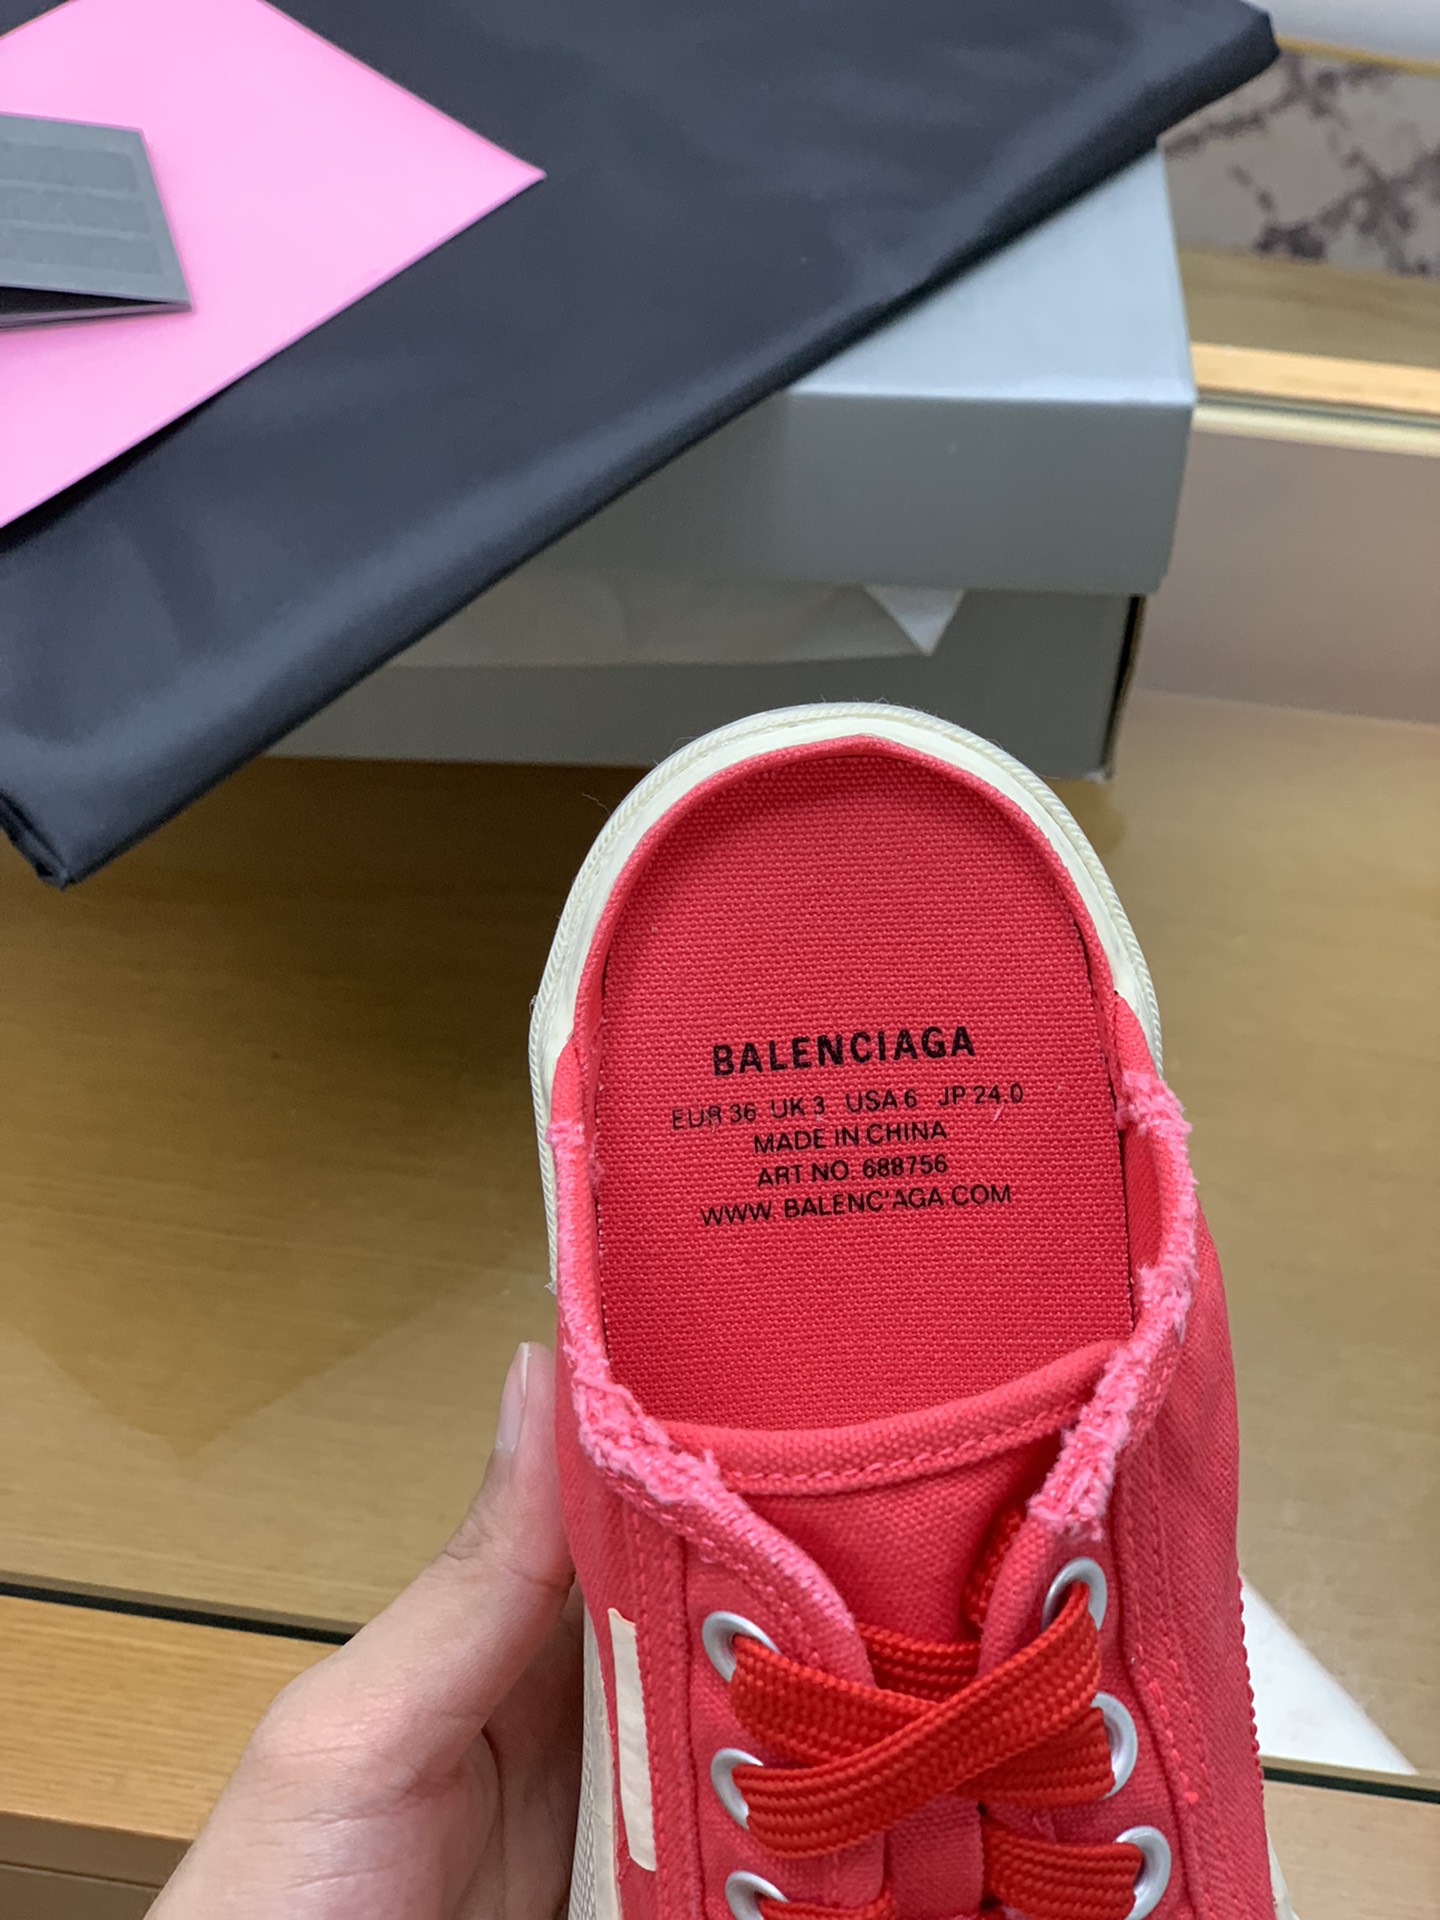 BALENCIAGA
EUR 36 UK 3 USA 6 JP 24.0
MADE IN CHINA
ART NO. 688756
WWW. BALENC'AGA.COM